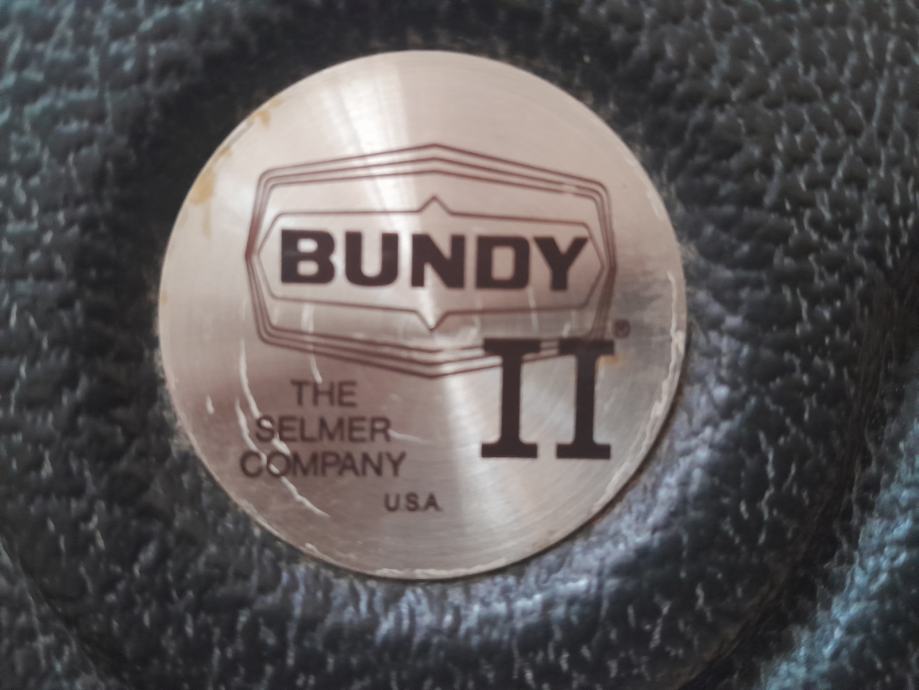 BUNDY
II®
THE
SELMER
COMPANY
U.S.A.